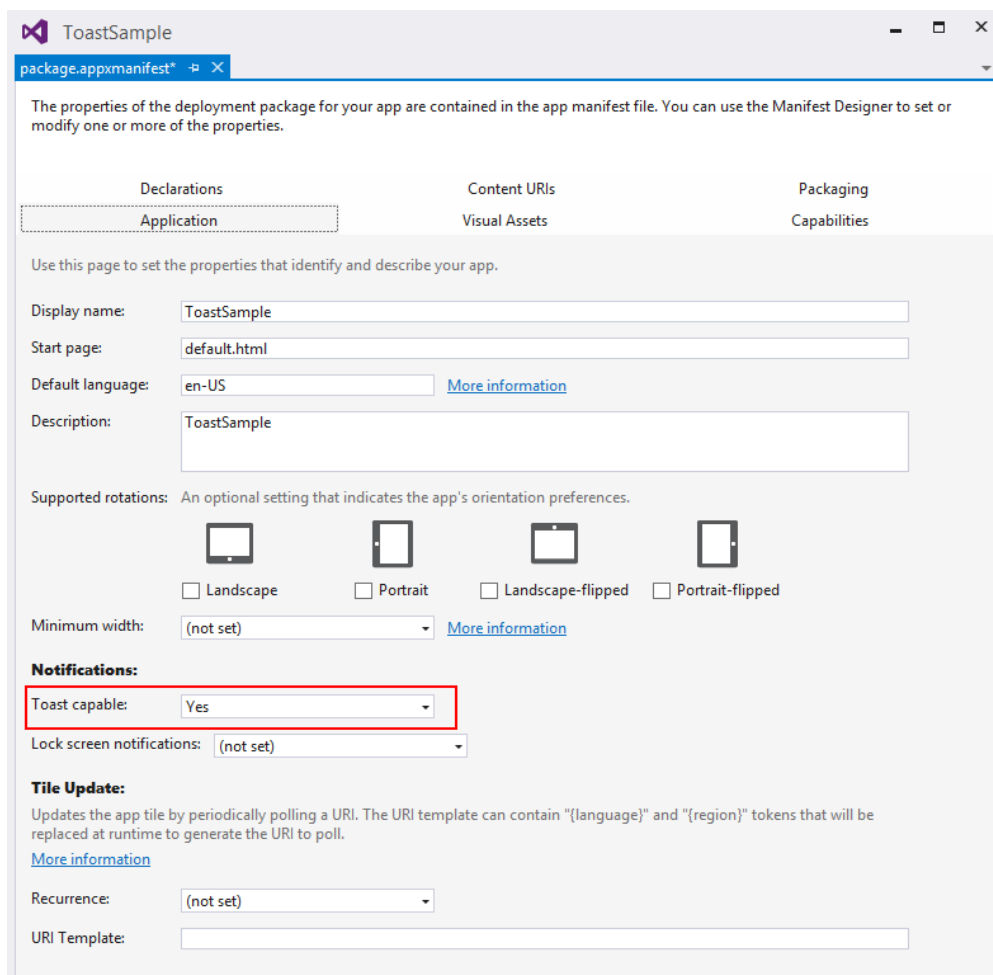 ToastSample
package.appxmanifest*
The properties of the deployment package for your app are contained in the app manifest file. You can use the Manifest Designer to set or
modify one or more of the properties.
Declarations Content URIs Packaging
Application Visual Assets Capabilities
Use this page to set the properties that identify and describe your app.
Display name: ToastSample
Start page: default.html
Default language: en-US More information
Description: ToastSample
Supported rotations: An optional setting that indicates the app's orientation preferences.
Landscape Portrait Landscape-flipped Portrait-flipped
Minimum width: (not set) More information
Notifications:
Toast capable: Yes
Lock screen notifications: (not set)
Tile Update:
Updates the app tile by periodically polling a URI. The URI template can contain "{language}" and "{region}" tokens that will be
replaced at runtime to generate the URI to poll.
More information
Recurrence: (not set)
URI Template: